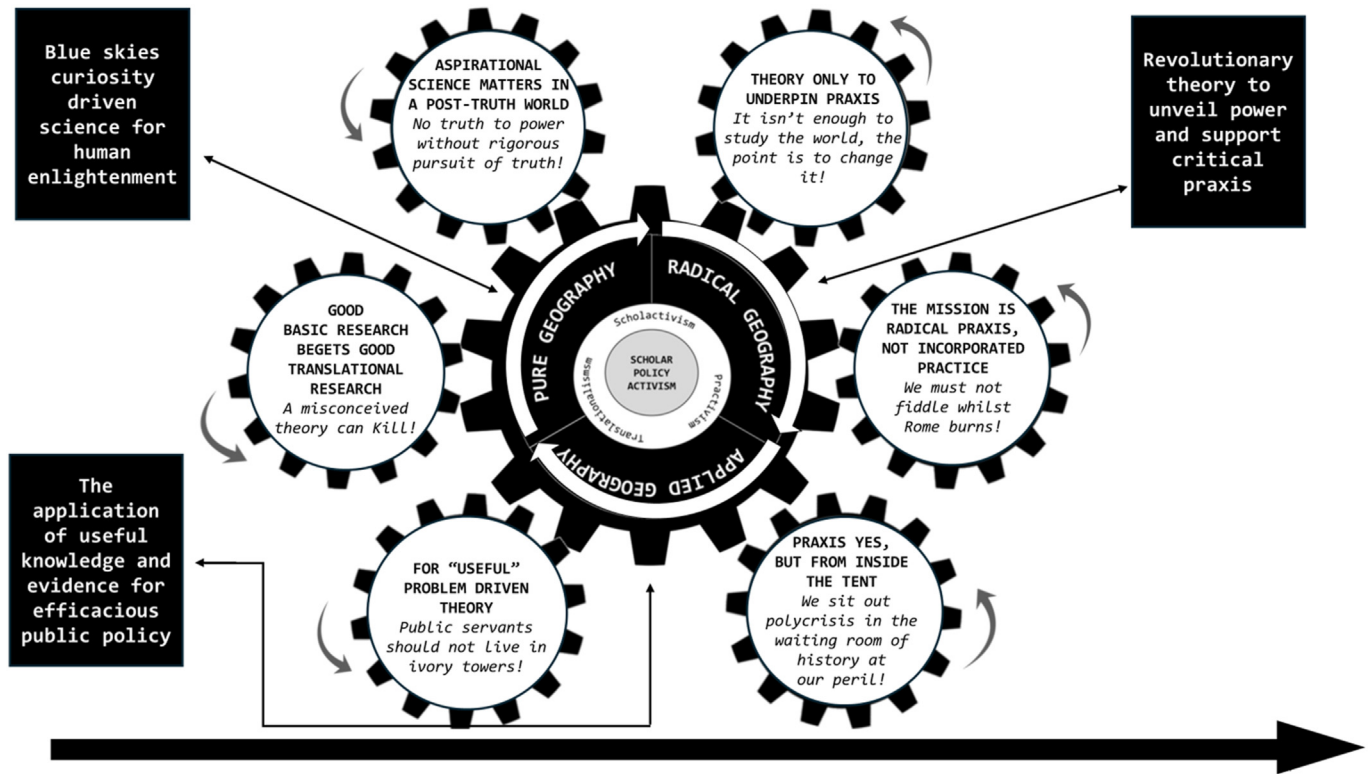 Blue skies
curiosity
driven
science for
human
enlightenment
ASPIRATIONAL
SCIENCE MATTERS IN
A POST-TRUTH WORLD
No truth to power
without rigorous
pursuit of truth!
THEORY ONLY TO
UNDERPIN PRAXIS
It isn’t enough to
study the world, the
point is to change
it!
Revolutionary
theory to
unveil power
and support
critical
praxis
GOOD
BASIC RESEARCH
BEGETS GOOD
TRANSLATIONAL
RESEARCH
A misconceived
theory can Kill!
PURE GEOGRAPHY
RADICAL GEOGRAPHY
APPLIED GEOGRAPHY
Scholactivism
Practivism
Translationalismsm
SCHOLAR
POLICY
ACTIVISM
THE MISSION IS
RADICAL PRAXIS,
NOT INCORPORATED
PRACTICE
We must not
fiddle whilst
Rome burns!
The
application
of useful
knowledge and
evidence for
efficacious
public policy
FOR “USEFUL”
PROBLEM DRIVEN
THEORY
Public servants
should not live in
ivory towers!
PRAXIS YES,
BUT FROM INSIDE
THE TENT
We sit out
polycrisis in the
waiting room of
history at
our peril!